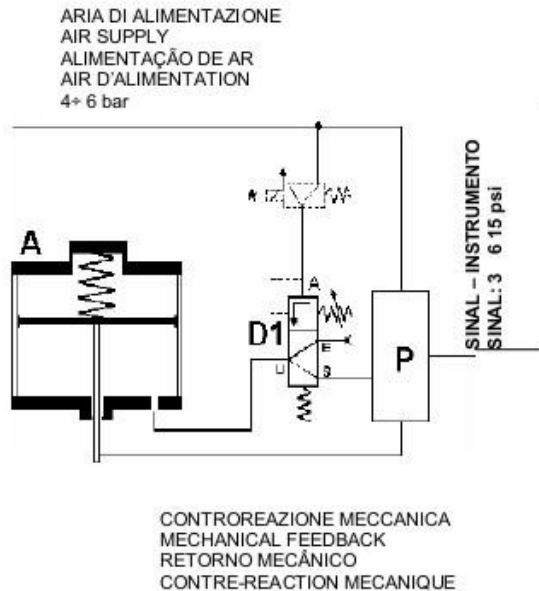 ARIA DI ALIMENTAZIONE
AIR SUPPLY
ALIMENTAÇÃO DE AR
AIR D'ALIMENTATION
4÷ 6 bar
SINAL – INSTRUMENTO
SINAL: 3 6 15 psi
A
A
D1
E
U
S
P
CONTROREAZIONE MECCANICA
MECHANICAL FEEDBACK
RETORNO MECÂNICO
CONTRE-REACTION MECANIQUE